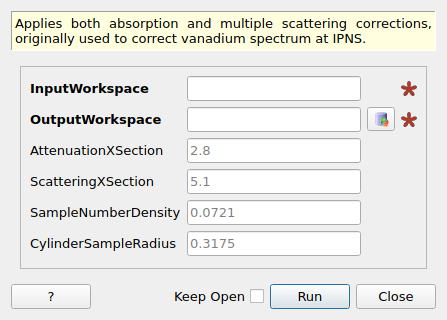 Applies both absorption and multiple scattering corrections,
originally used to correct vanadium spectrum at IPNS.
InputWorkspace
OutputWorkspace
AttenuationXSection 2.8
ScatteringXSection 5.1
SampleNumberDensity 0.0721
CylinderSampleRadius 0.3175
? Keep Open Run Close